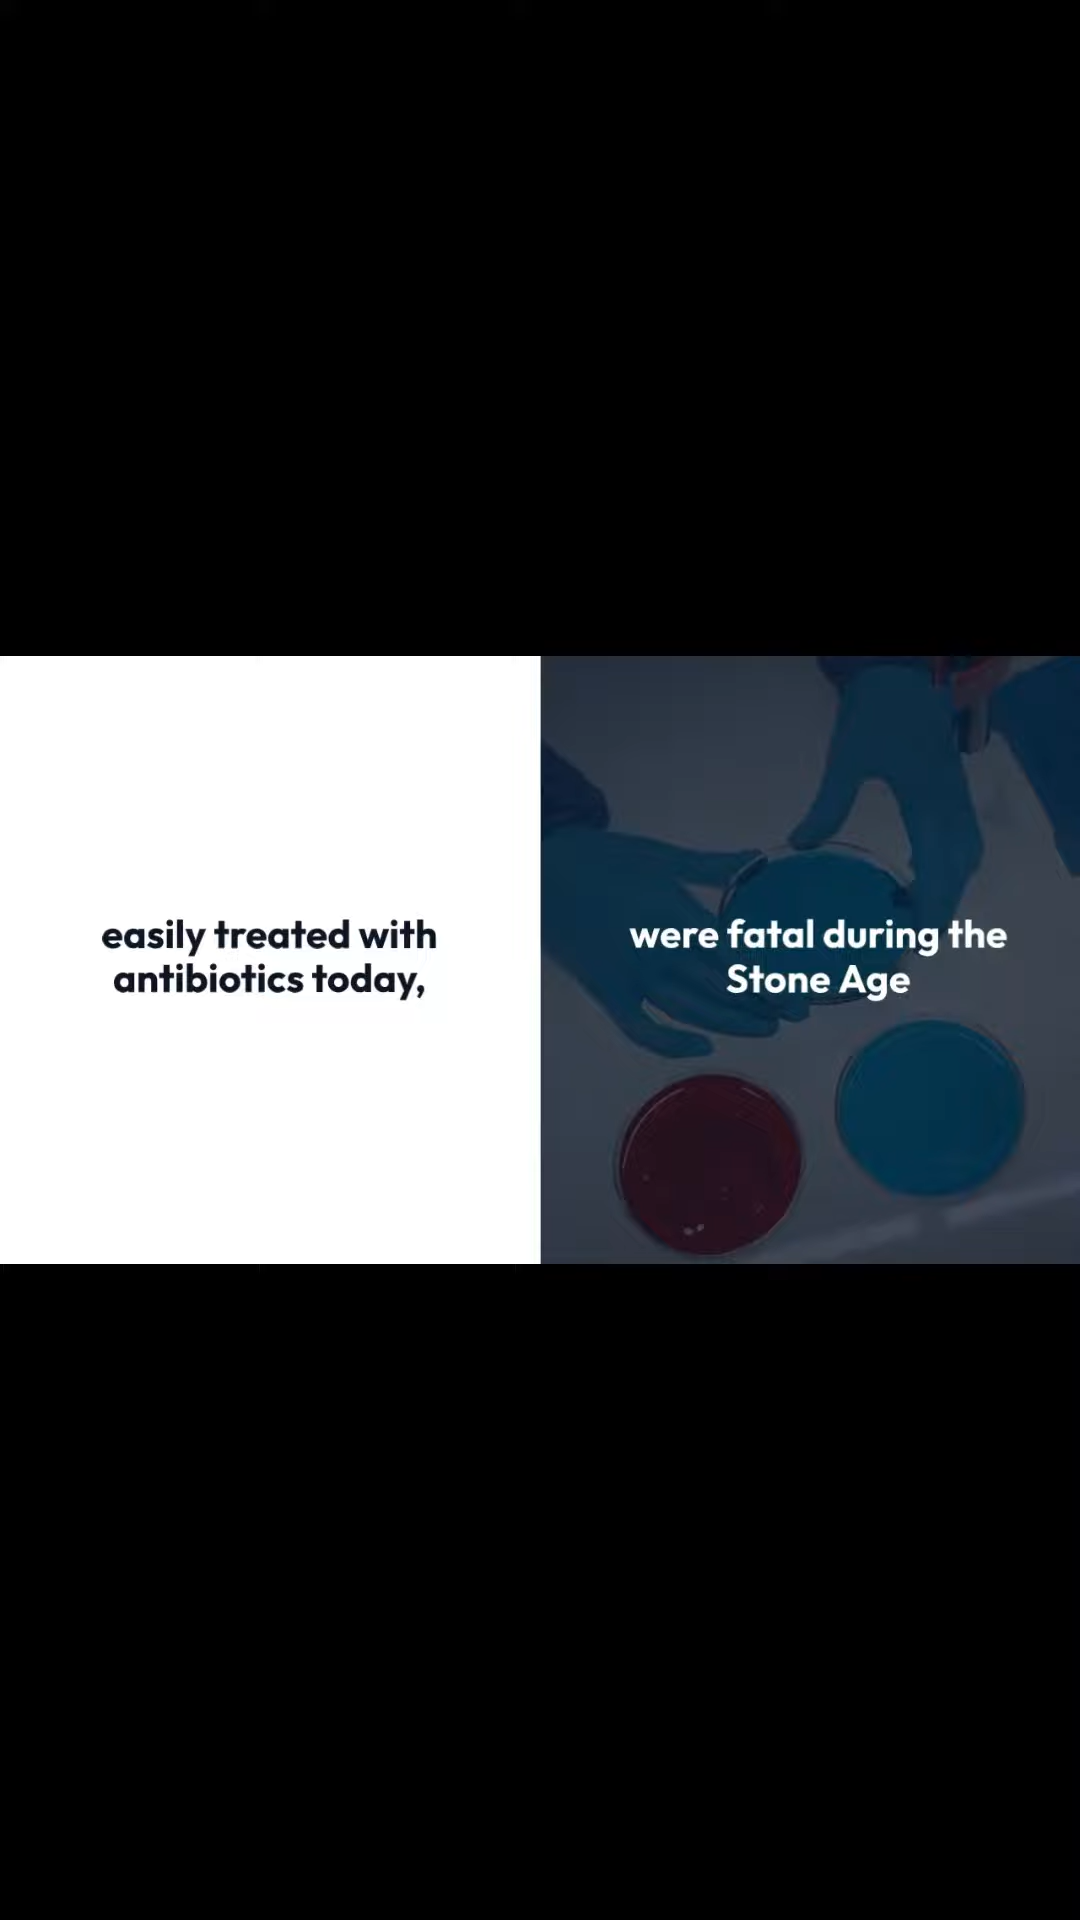 easily treated with
antibiotics today,
were fatal during the
Stone Age